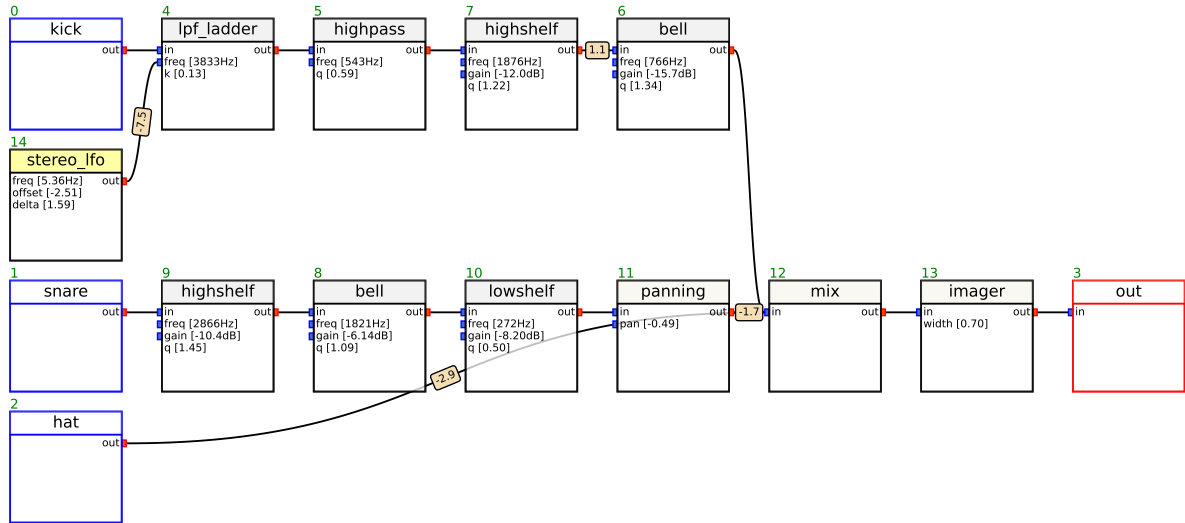 0
kick
out
4
lpf_ladder
in
out
freq [3833Hz]
k [0.13]
5
highpass
in
out
freq [543Hz]
q [0.59]
7
highshelf
in
out
freq [1876Hz]
gain [-12.0dB]
q [1.22]
1.1
6
bell
in
out
freq [766Hz]
gain [-15.7dB]
q [1.34]
-7.5
14
stereo_lfo
freq [5.36Hz]
out
offset [-2.51]
delta [1.59]
1
snare
out
9
highshelf
in
out
freq [2866Hz]
gain [-10.4dB]
q [1.45]
8
bell
in
out
freq [1821Hz]
gain [-6.14dB]
q [1.09]
10
lowshelf
in
out
freq [272Hz]
gain [-8.20dB]
q [0.50]
11
panning
in
out
pan [-0.49]
-1.7
12
mix
in
out
13
imager
in
out
width [0.70]
3
out
in
-2.9
2
hat
out